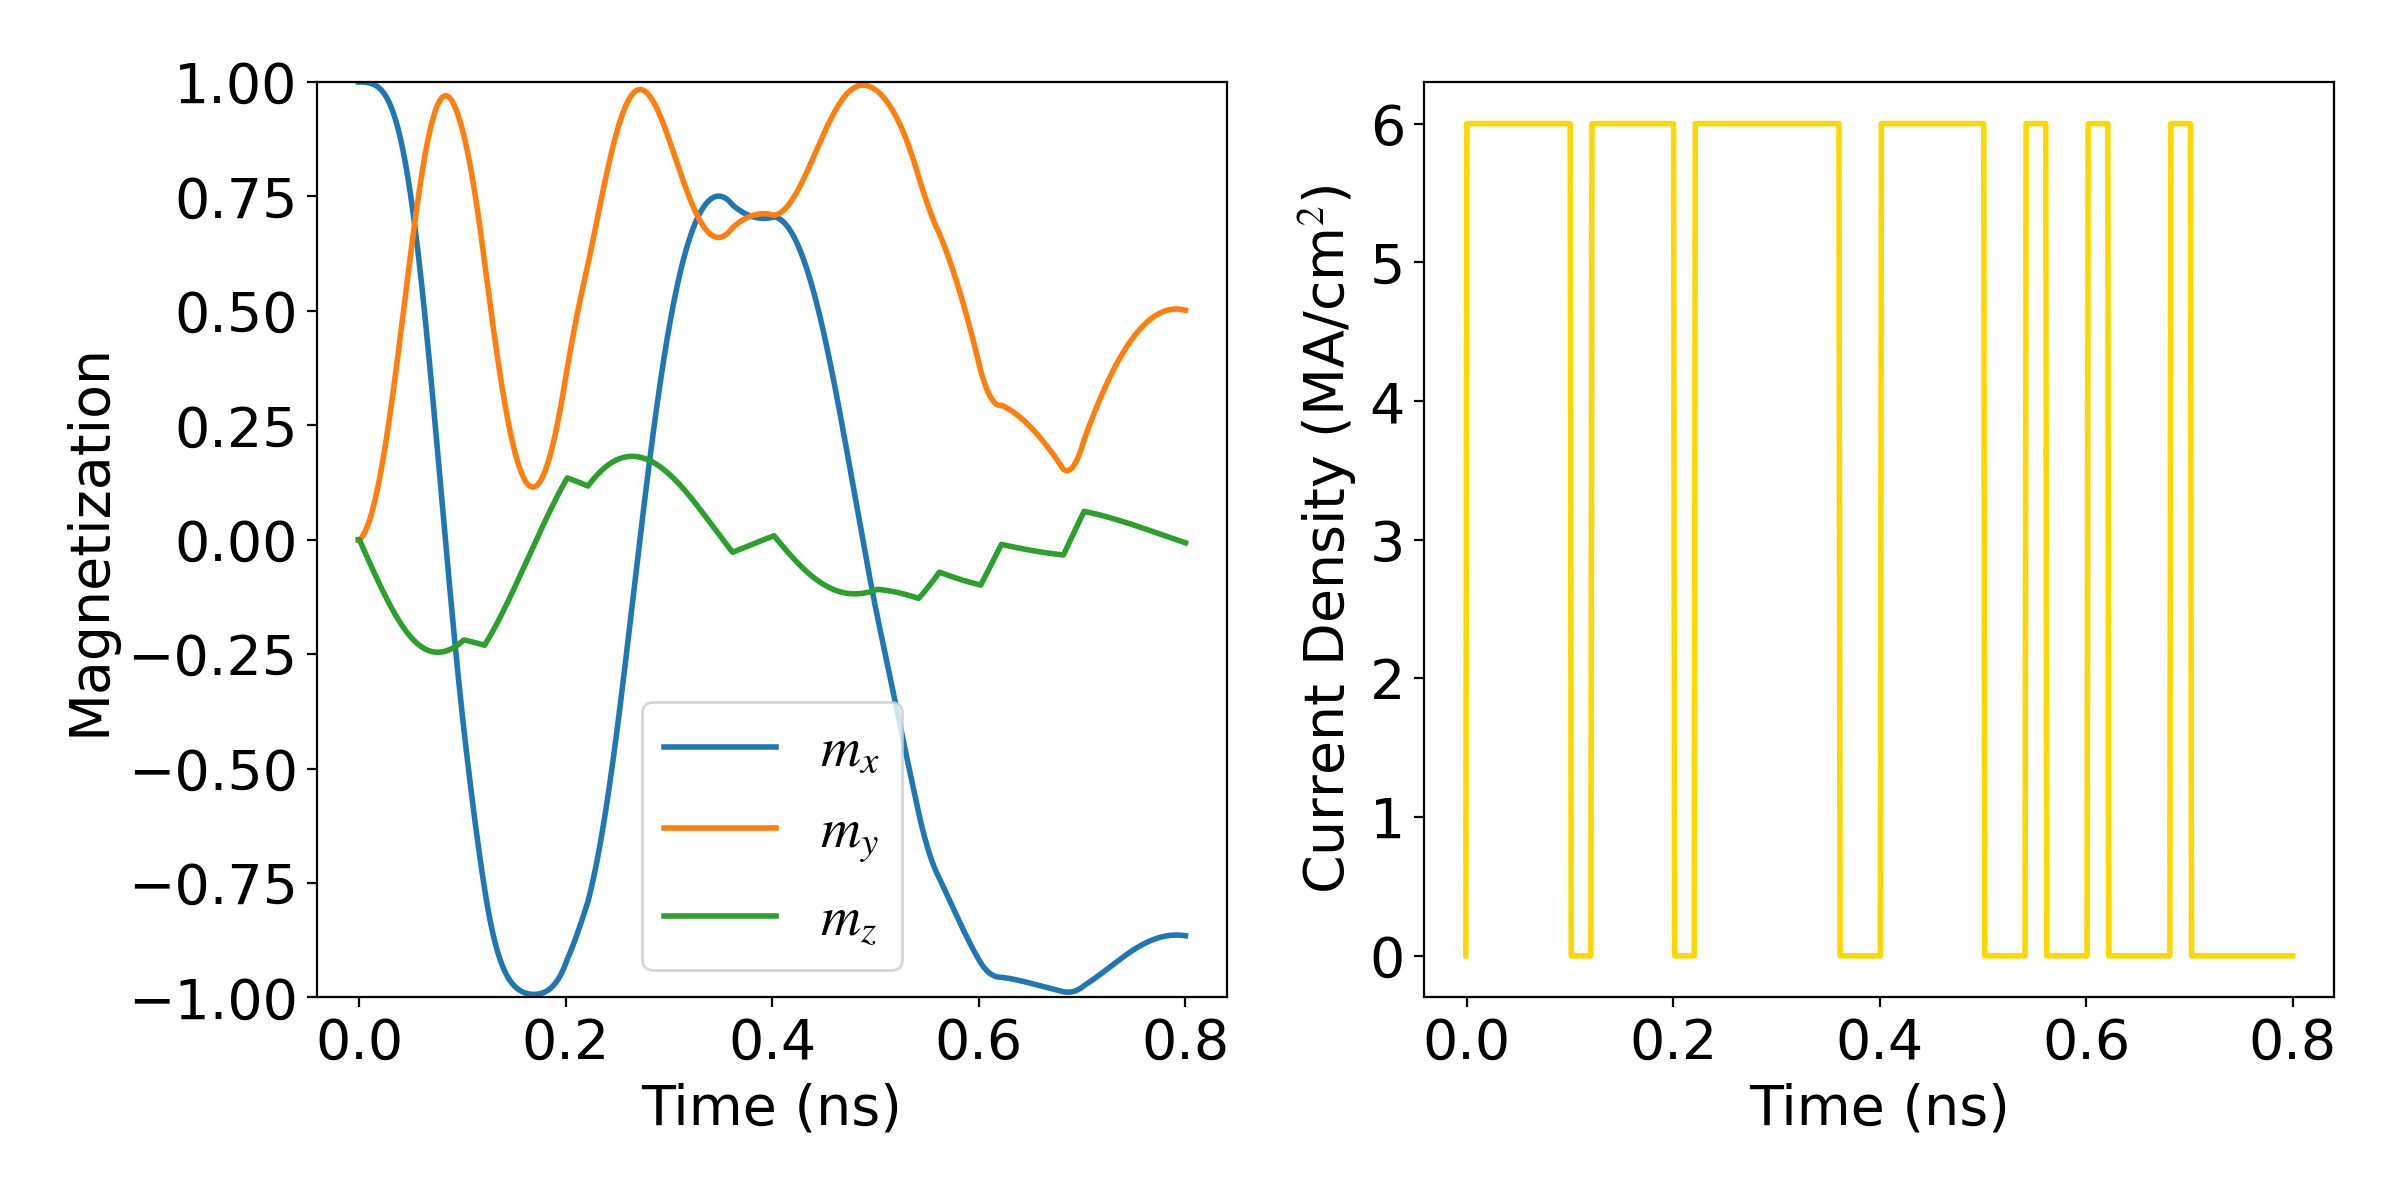 Magnetization
1.00
0.75
0.50
0.25
0.00
−0.25
−0.50
−0.75
−1.00
0.0 0.2 0.4 0.6 0.8
Time (ns)
m_x
m_y
m_z
Current Density (MA/cm²)
6
5
4
3
2
1
0
0.0 0.2 0.4 0.6 0.8
Time (ns)